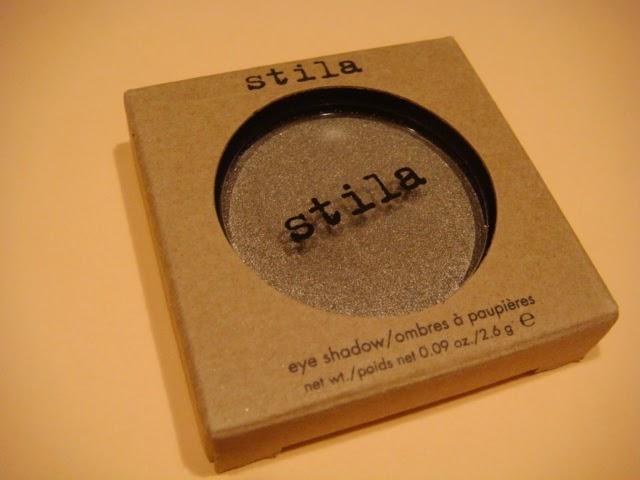 stila
stila
eye shadow/ombres à paupières
net wt./poids net 0.09 oz./2.6 g ℮